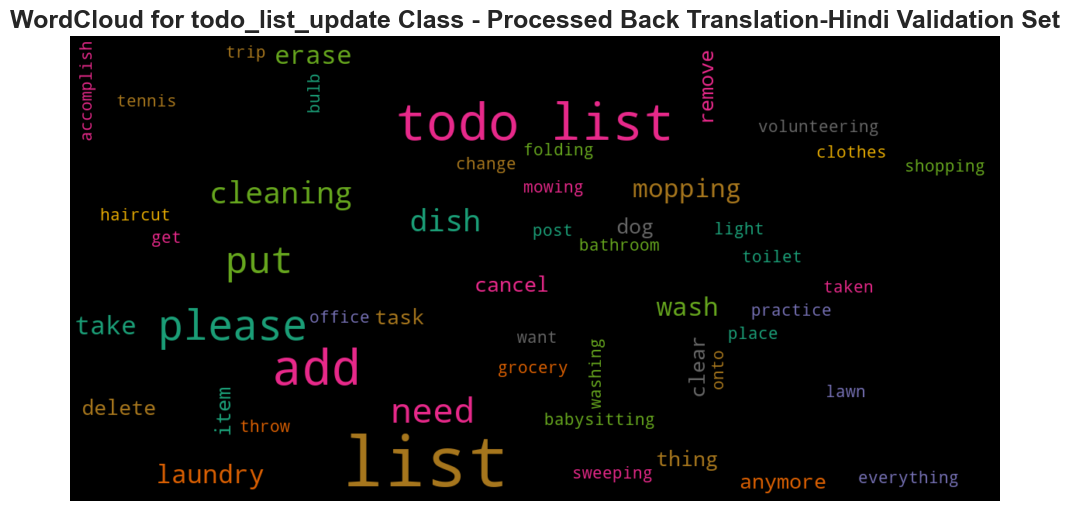 WordCloud for todo_list_update Class - Processed Back Translation-Hindi Validation Set
accomplish
trip
erase
bulb
tennis
todo list
remove
volunteering
folding
clothes
change
shopping
cleaning
mowing
mopping
haircut
dish
get
post
dog
light
bathroom
toilet
put
cancel
taken
wash
practice
take
please
office
task
place
want
clear
onto
add
grocery
washing
lawn
delete
item
throw
need
babysitting
list
laundry
sweeping
thing
anymore
everything